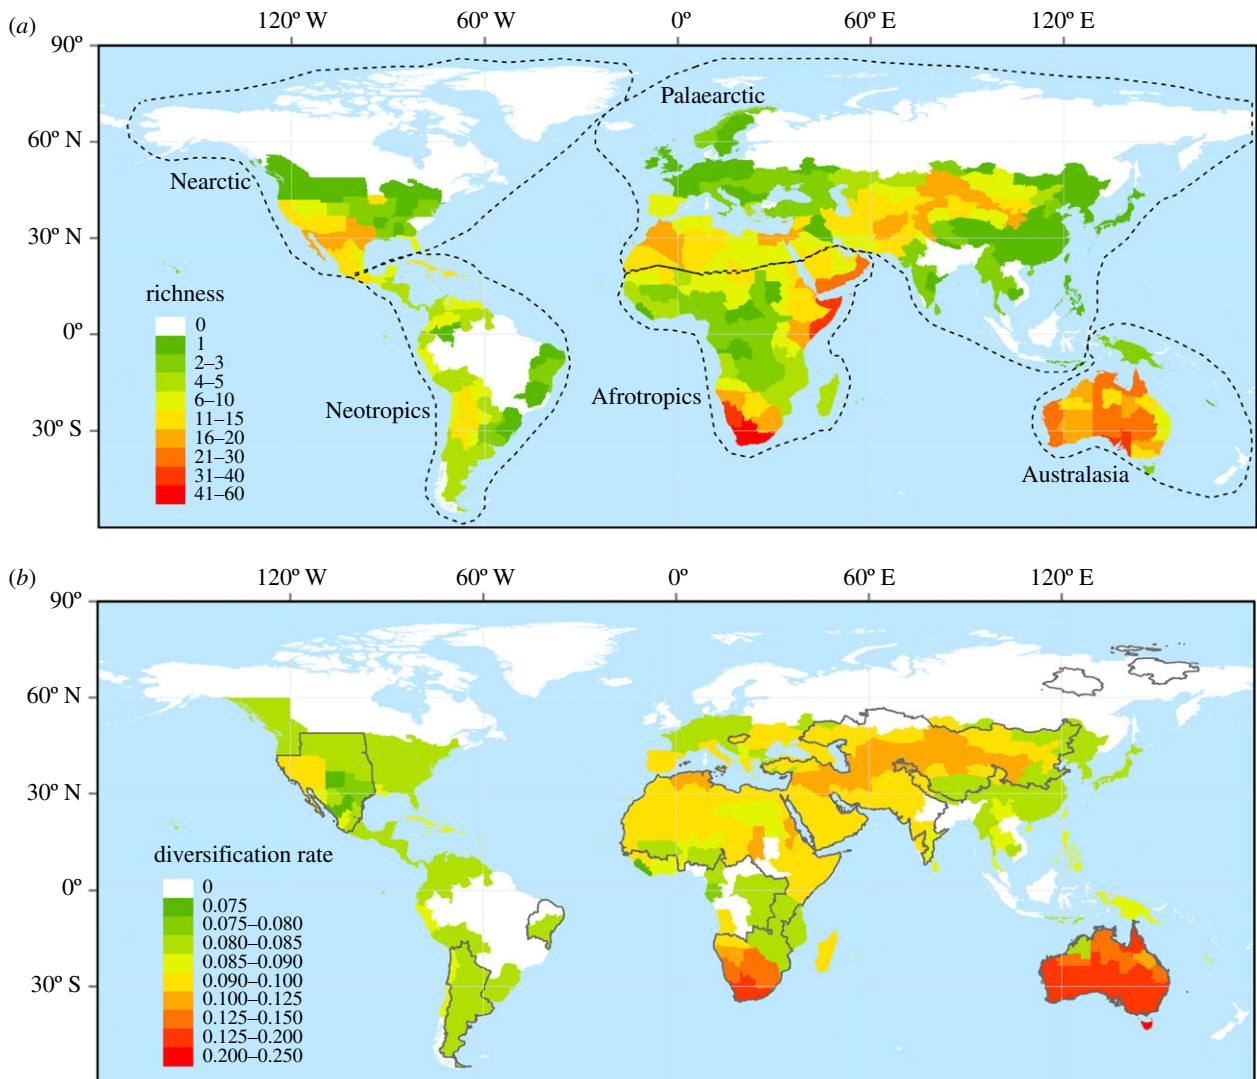 (a)
120º W 60º W 0º 60º E 120º E
90º
60º N
30º N
0º
30º S
Palaearctic
Nearctic
Neotropics
Afrotropics
Australasia
richness
0
1
2–3
4–5
6–10
11–15
16–20
21–30
31–40
41–60
(b)
120º W 60º W 0º 60º E 120º E
90º
60º N
30º N
0º
30º S
diversification rate
0
0.075
0.075–0.080
0.080–0.085
0.085–0.090
0.090–0.100
0.100–0.125
0.125–0.150
0.125–0.200
0.200–0.250